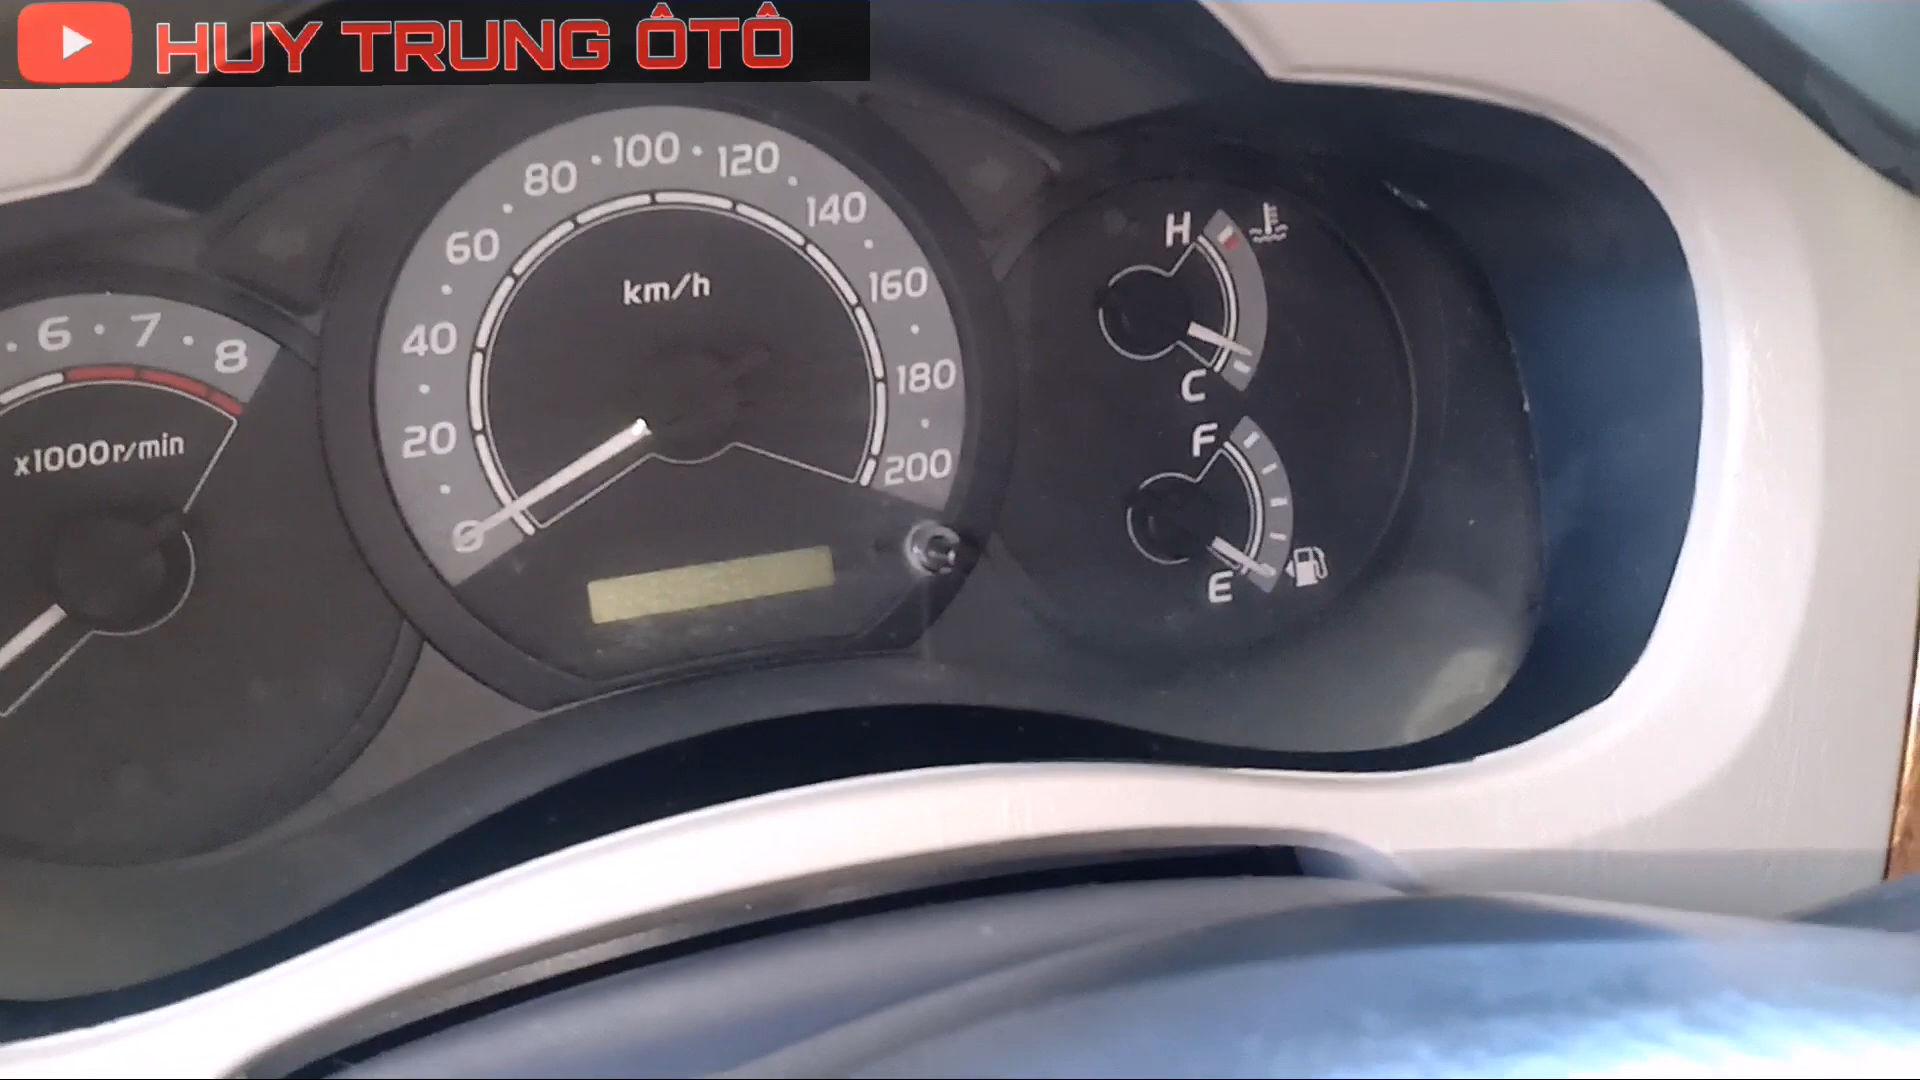 HUY TRUNG ÔTÔ
80 · 100 · 120
60 140
km/h
40 160
20 180
0 200
6 · 7 · 8
x1000r/min
H
C
F
E